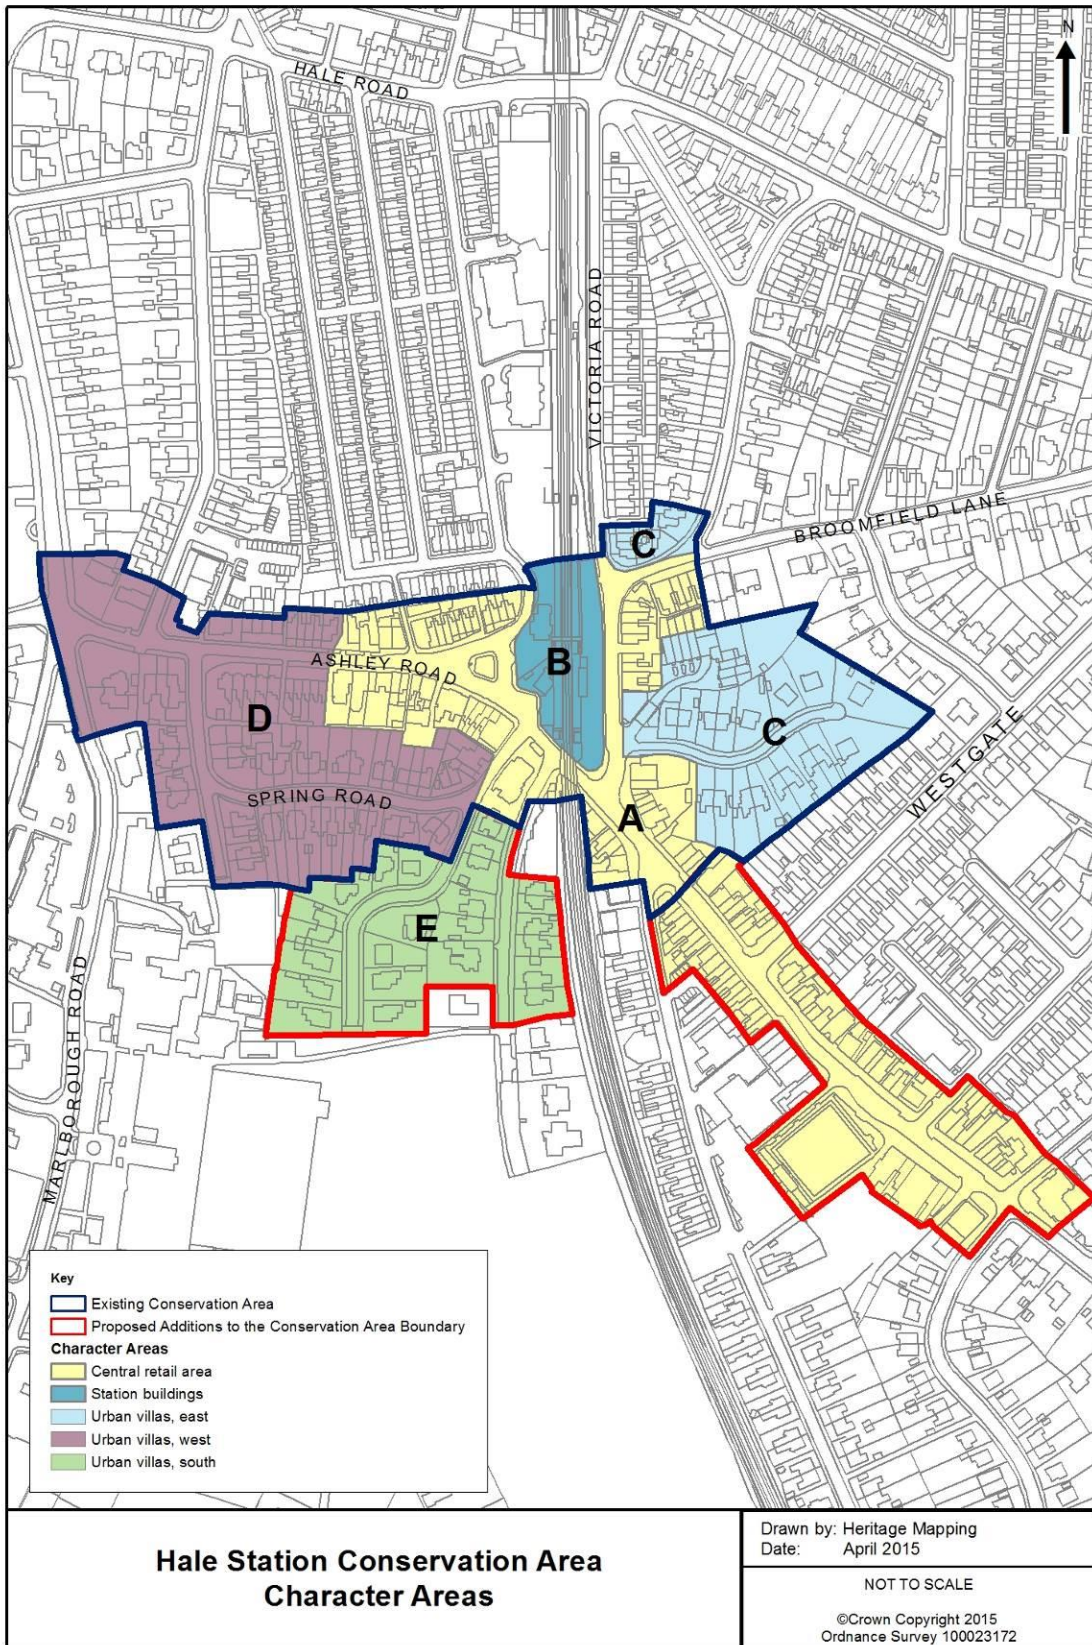 N
HALE ROAD
VICTORIA ROAD
BROOMFIELD LANE
C
B
ASHLEY ROAD
D
C
WESTGATE
SPRING ROAD
A
E
MARLBOROUGH ROAD
Key
Existing Conservation Area
Proposed Additions to the Conservation Area Boundary
Character Areas
Central retail area
Station buildings
Urban villas, east
Urban villas, west
Urban villas, south
Hale Station Conservation Area
Character Areas
Drawn by: Heritage Mapping
Date: April 2015
NOT TO SCALE
©Crown Copyright 2015
Ordnance Survey 100023172